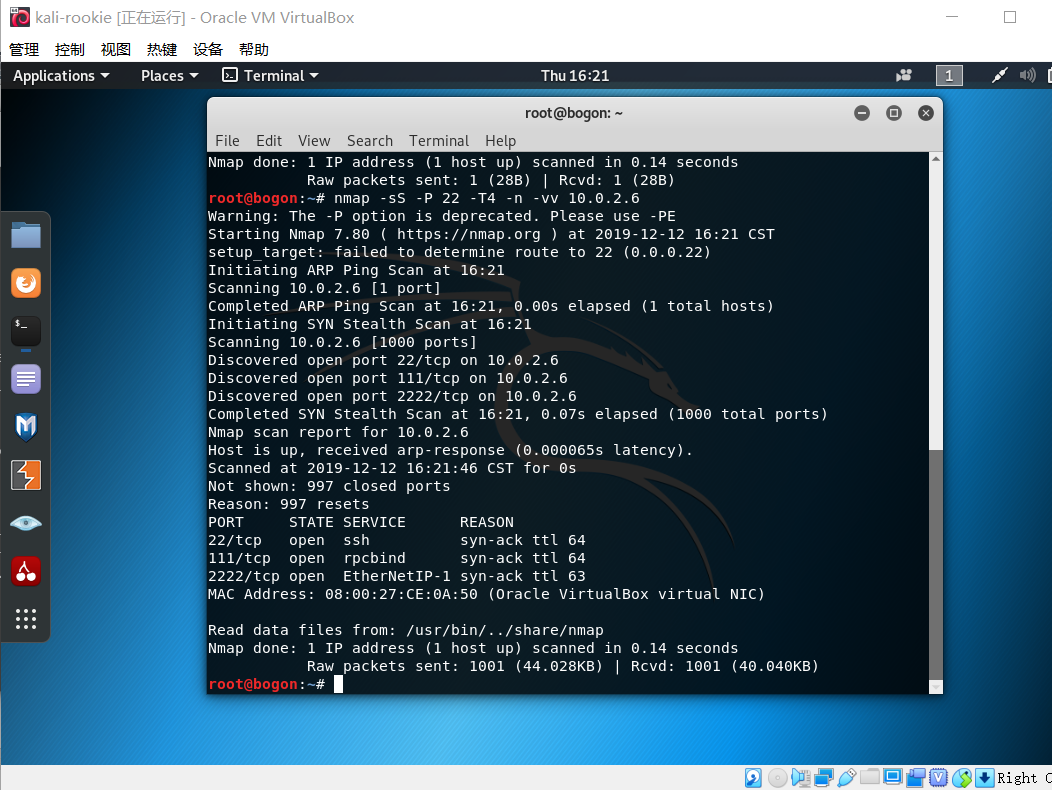 kali-rookie [正在运行] - Oracle VM VirtualBox
管理 控制 视图 热键 设备 帮助
Applications Places Terminal Thu 16:21 1
root@bogon: ~
File Edit View Search Terminal Help
Nmap done: 1 IP address (1 host up) scanned in 0.14 seconds
Raw packets sent: 1 (28B) | Rcvd: 1 (28B)
root@bogon:~# nmap -sS -P 22 -T4 -n -vv 10.0.2.6
Warning: The -P option is deprecated. Please use -PE
Starting Nmap 7.80 ( https://nmap.org ) at 2019-12-12 16:21 CST
setup_target: failed to determine route to 22 (0.0.0.22)
Initiating ARP Ping Scan at 16:21
Scanning 10.0.2.6 [1 port]
Completed ARP Ping Scan at 16:21, 0.00s elapsed (1 total hosts)
Initiating SYN Stealth Scan at 16:21
Scanning 10.0.2.6 [1000 ports]
Discovered open port 22/tcp on 10.0.2.6
Discovered open port 111/tcp on 10.0.2.6
Discovered open port 2222/tcp on 10.0.2.6
Completed SYN Stealth Scan at 16:21, 0.07s elapsed (1000 total ports)
Nmap scan report for 10.0.2.6
Host is up, received arp-response (0.000065s latency).
Scanned at 2019-12-12 16:21:46 CST for 0s
Not shown: 997 closed ports
Reason: 997 resets
PORT STATE SERVICE REASON
22/tcp open ssh syn-ack ttl 64
111/tcp open rpcbind syn-ack ttl 64
2222/tcp open EtherNetIP-1 syn-ack ttl 63
MAC Address: 08:00:27:CE:0A:50 (Oracle VirtualBox virtual NIC)
Read data files from: /usr/bin/../share/nmap
Nmap done: 1 IP address (1 host up) scanned in 0.14 seconds
Raw packets sent: 1001 (44.028KB) | Rcvd: 1001 (40.040KB)
root@bogon:~#
Right C